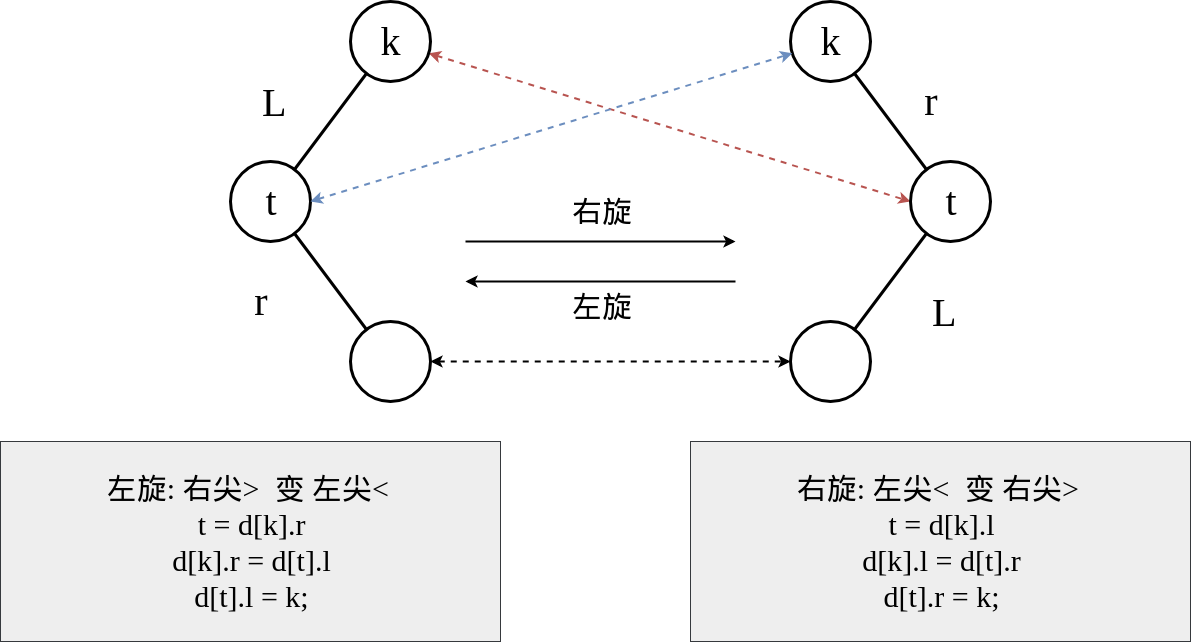 k
k
L
r
t
t
右旋
左旋
r
L
左旋: 右尖>  变 左尖<
t = d[k].r
d[k].r = d[t].l
d[t].l = k;
右旋: 左尖<  变 右尖>
t = d[k].l
d[k].l = d[t].r
d[t].r = k;